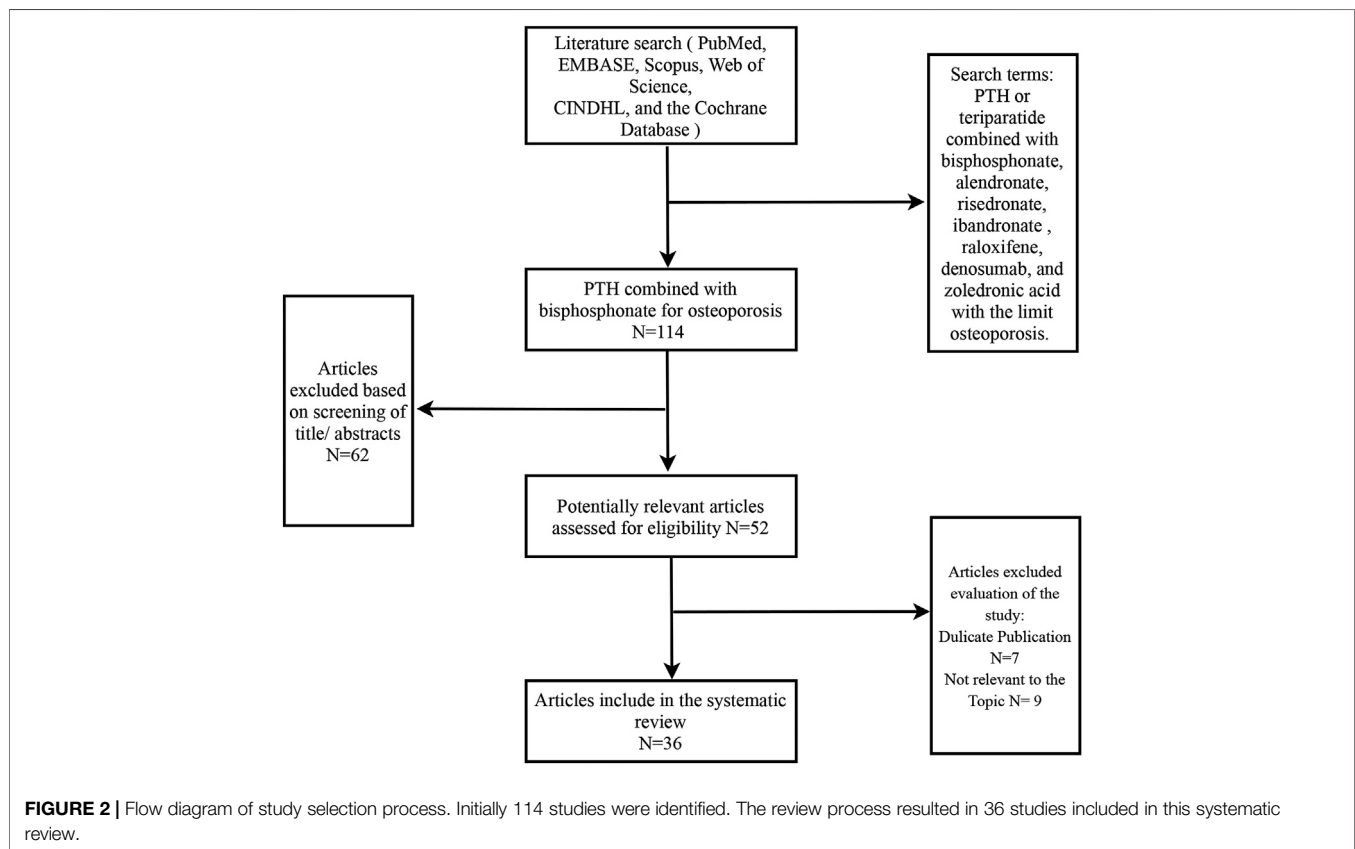 Literature search ( PubMed,
EMBASE, Scopus, Web of
Science,
CINDHL, and the Cochrane
Database )
Search terms:
PTH or
teriparatide
combined with
bisphosphonate,
alendronate,
risedronate,
ibandronate ,
raloxifene,
denosumab, and
zoledronic acid
with the limit
osteoporosis.
PTH combined with
bisphosphonate for osteoporosis
N=114
Articles
excluded based
on screening of
title/ abstracts
N=62
Potentially relevant articles
assessed for eligibility N=52
Articles excluded
evaluation of the
study:
Dulicate Publication
N=7
Not relevant to the
Topic N= 9
Articles include in the systematic
review
N=36
FIGURE 2 | Flow diagram of study selection process. Initially 114 studies were identified. The review process resulted in 36 studies included in this systematic
review.